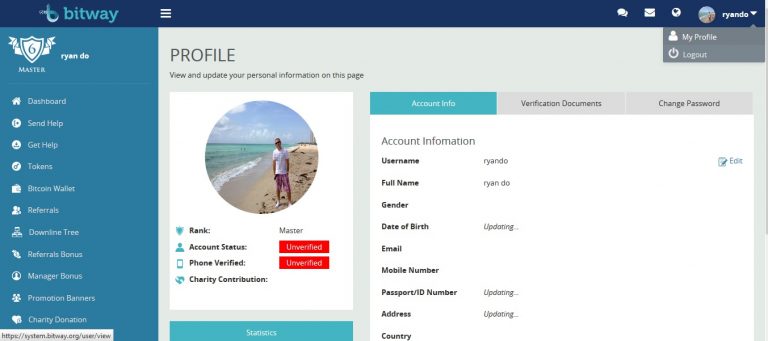 bitway
ryando
My Profile
Logout
6
MASTER
ryan do
Dashboard
Send Help
Get Help
Tokens
Bitcoin Wallet
Referrals
Downline Tree
Referrals Bonus
Manager Bonus
Promotion Banners
Charity Donation
https://system.bitway.org/user/view
PROFILE
View and update your personal information on this page
Rank: Master
Account Status: Unverified
Phone Verified: Unverified
Charity Contribution:
Statistics
Account Info Verification Documents Change Password
Account Infomation
Username ryando Edit
Full Name ryan do
Gender
Date of Birth Updating...
Email
Mobile Number
Passport/ID Number Updating...
Address Updating...
Country